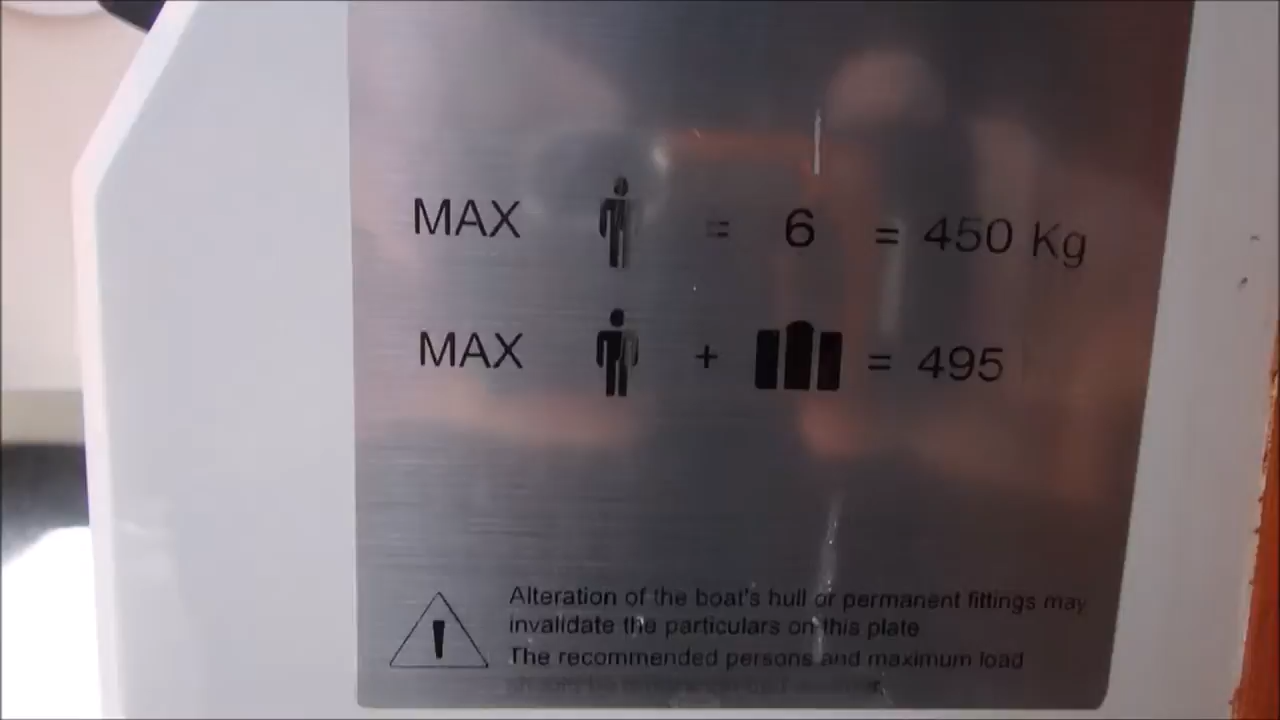 MAX = 6 = 450 Kg
MAX + = 495
Alteration of the boat's hull or permanent fittings may
invalidate the particulars on this plate
The recommended persons and maximum load